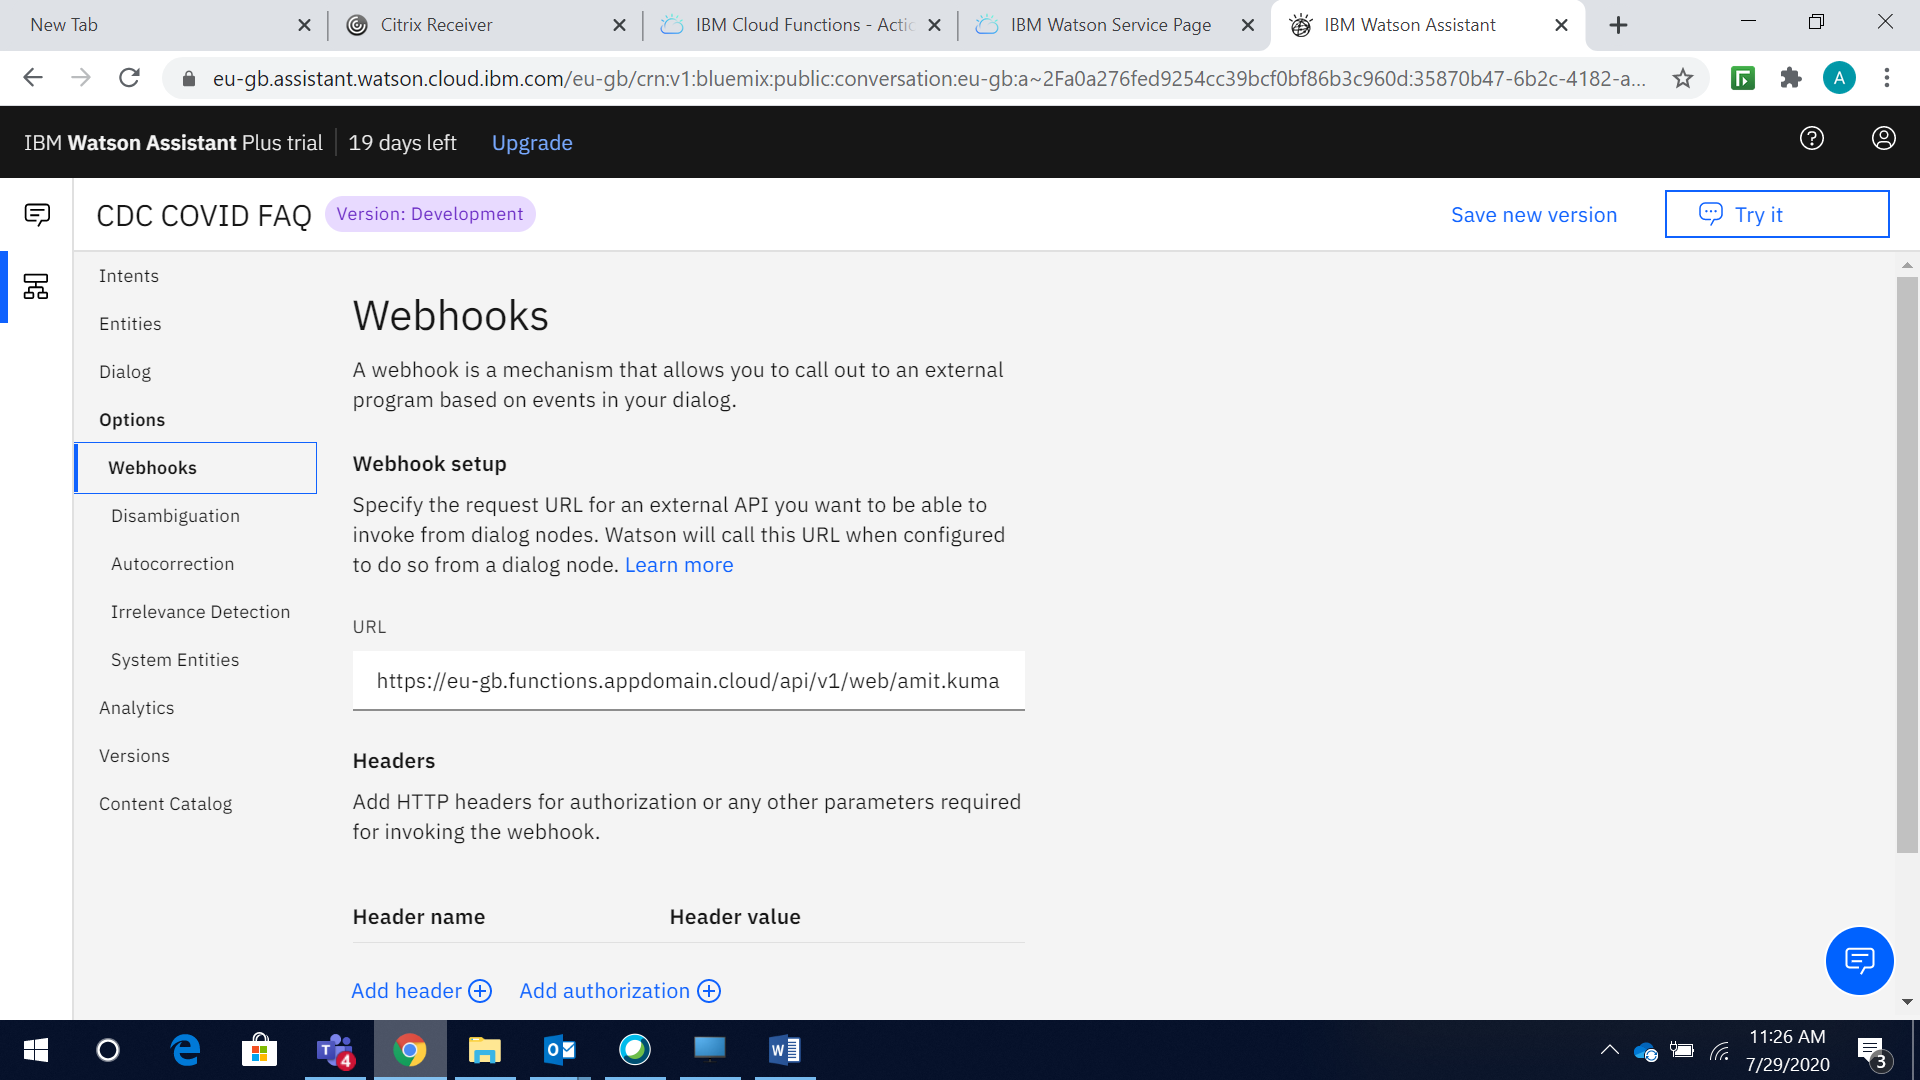 New Tab
Citrix Receiver
IBM Cloud Functions - Actic
IBM Watson Service Page
IBM Watson Assistant
eu-gb.assistant.watson.cloud.ibm.com/eu-gb/crn:v1:bluemix:public:conversation:eu-gb:a~2Fa0a276fed9254cc39bcf0bf86b3c960d:35870b47-6b2c-4182-a...
A
IBM Watson Assistant Plus trial
19 days left
Upgrade
CDC COVID FAQ
Version: Development
Save new version
Try it
Intents
Entities
Dialog
Options
Webhooks
Disambiguation
Autocorrection
Irrelevance Detection
System Entities
Analytics
Versions
Content Catalog
Webhooks
A webhook is a mechanism that allows you to call out to an external
program based on events in your dialog.
Webhook setup
Specify the request URL for an external API you want to be able to
invoke from dialog nodes. Watson will call this URL when configured
to do so from a dialog node. Learn more
URL
https://eu-gb.functions.appdomain.cloud/api/v1/web/amit.kuma
Headers
Add HTTP headers for authorization or any other parameters required
for invoking the webhook.
Header name
Header value
Add header
Add authorization
4
11:26 AM
7/29/2020
3